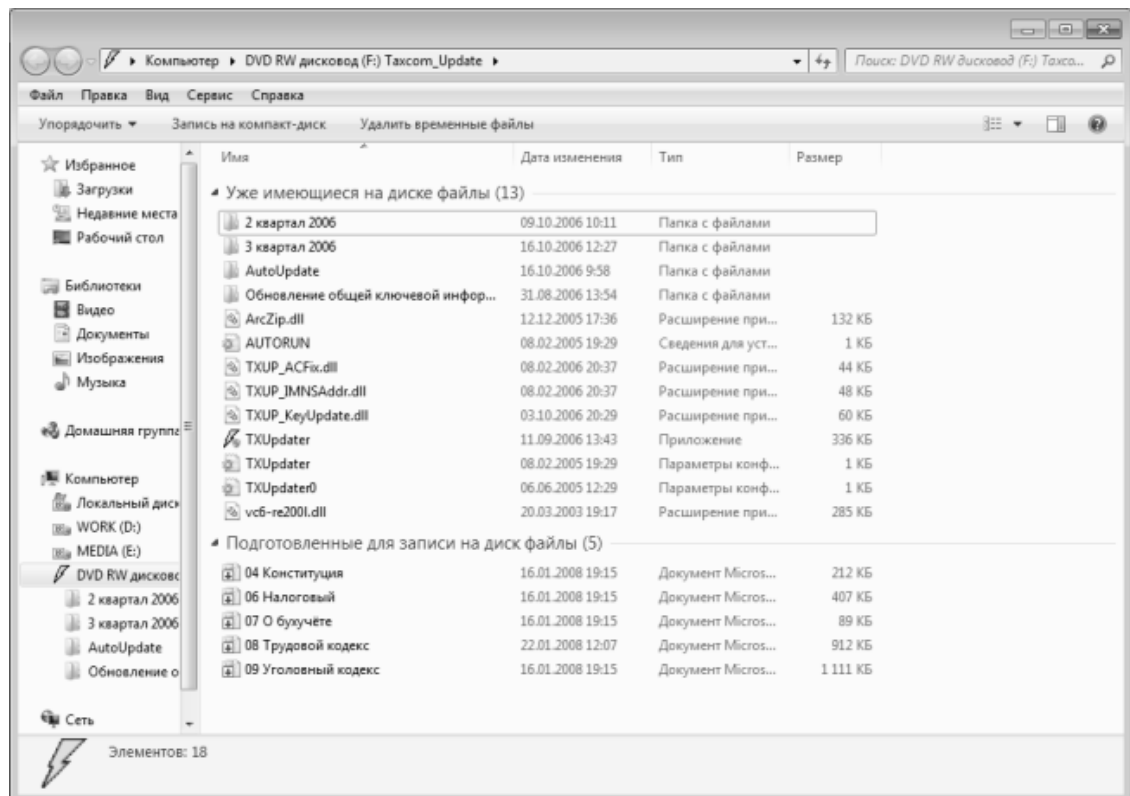 Компьютер ▸ DVD RW дисковод (F:) Taxcom_Update ▸ Поиск: DVD RW дисковод (F:) Taxco...
Файл Правка Вид Сервис Справка
Упорядочить Запись на компакт-диск Удалить временные файлы
Избранное
Загрузки
Недавние места
Рабочий стол
Библиотеки
Видео
Документы
Изображения
Музыка
Домашняя группа
Компьютер
Локальный диск
WORK (D:)
MEDIA (E:)
DVD RW дисковс
2 квартал 2006
3 квартал 2006
AutoUpdate
Обновление о
Сеть
Имя Дата изменения Тип Размер
Уже имеющиеся на диске файлы (13)
2 квартал 2006 09.10.2006 10:11 Папка с файлами
3 квартал 2006 16.10.2006 12:27 Папка с файлами
AutoUpdate 16.10.2006 9:58 Папка с файлами
Обновление общей ключевой инфор... 31.08.2006 13:54 Папка с файлами
ArcZip.dll 12.12.2005 17:36 Расширение при... 132 КБ
AUTORUN 08.02.2005 19:29 Сведения для уст... 1 КБ
TXUP_ACFix.dll 08.02.2006 20:37 Расширение при... 44 КБ
TXUP_IMNSAddr.dll 08.02.2006 20:37 Расширение при... 48 КБ
TXUP_KeyUpdate.dll 03.10.2006 20:29 Расширение при... 60 КБ
TXUpdater 11.09.2006 13:43 Приложение 336 КБ
TXUpdater 08.02.2005 19:29 Параметры конф... 1 КБ
TXUpdater0 06.06.2005 12:29 Параметры конф... 1 КБ
vc6-re200l.dll 20.03.2003 19:17 Расширение при... 285 КБ
Подготовленные для записи на диск файлы (5)
04 Конституция 16.01.2008 19:15 Документ Micros... 212 КБ
06 Налоговый 16.01.2008 19:15 Документ Micros... 407 КБ
07 О бухучёте 16.01.2008 19:15 Документ Micros... 89 КБ
08 Трудовой кодекс 22.01.2008 12:07 Документ Micros... 912 КБ
09 Уголовный кодекс 16.01.2008 19:15 Документ Micros... 1 111 КБ
Элементов: 18